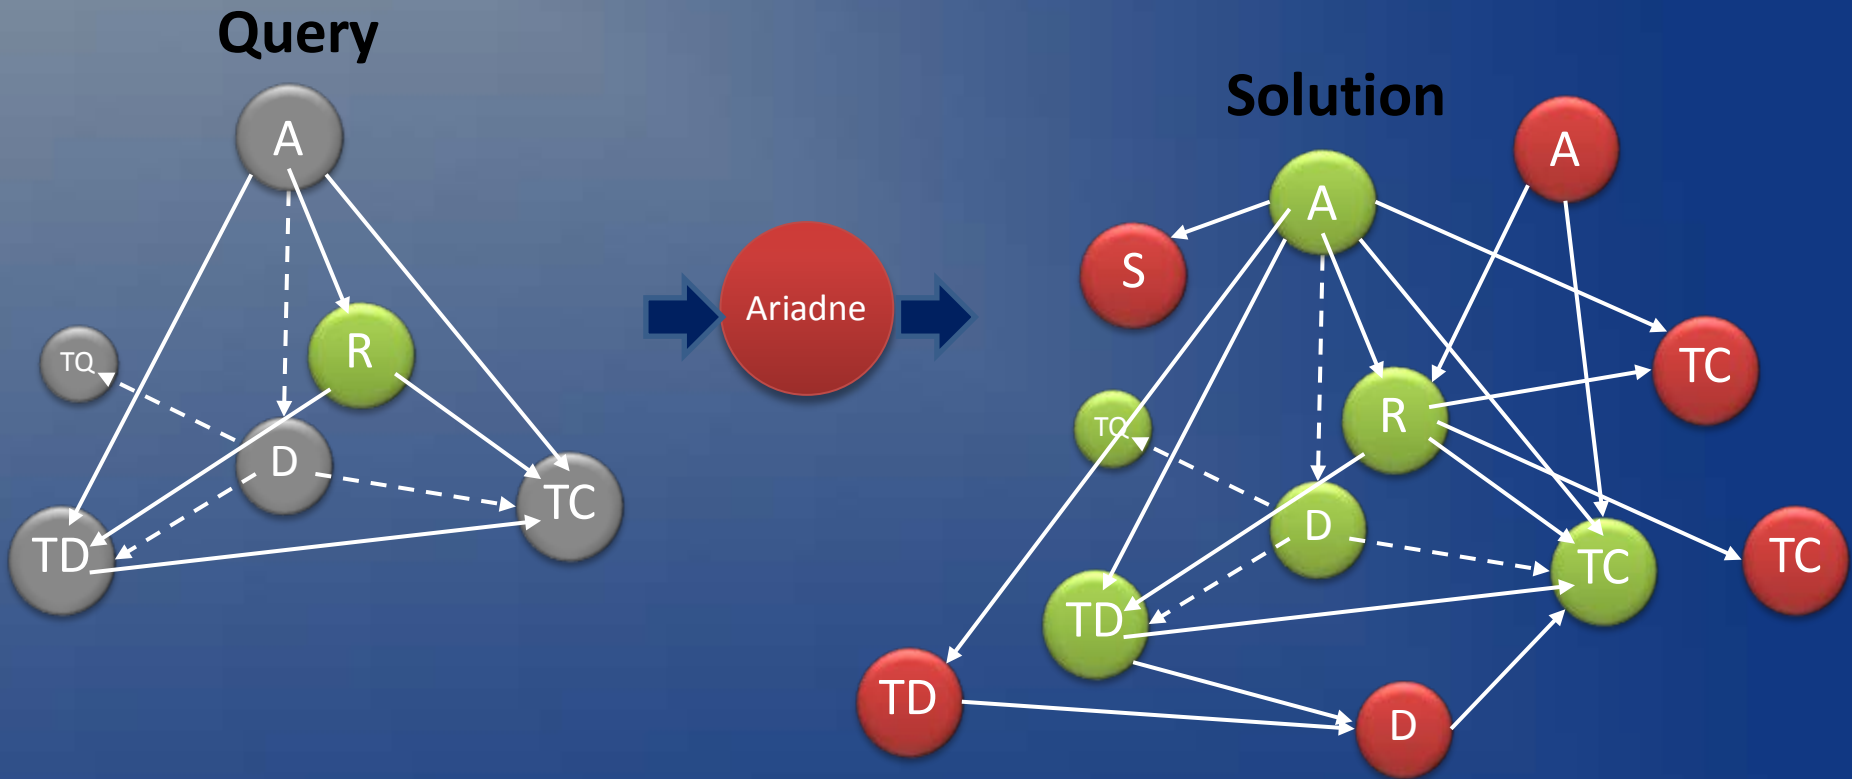 Query
A
R
TQ
D
TC
TD
Ariadne
Solution
A
A
S
TC
R
TQ
D
TC
TC
TD
TD
D